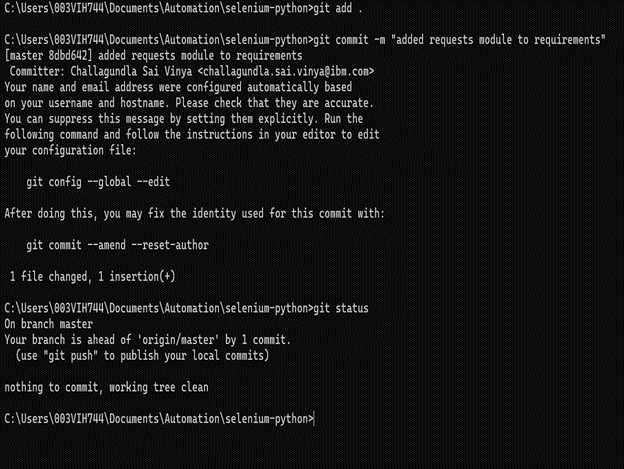 C:\Users\003VIH744\Documents\Automation\selenium-python>git add .
C:\Users\003VIH744\Documents\Automation\selenium-python>git commit -m "added requests module to requirements"
[master 8dbd642] added requests module to requirements
Committer: Challagundla Sai Vinya <challagundla.sai.vinya@ibm.com>
Your name and email address were configured automatically based
on your username and hostname. Please check that they are accurate.
You can suppress this message by setting them explicitly. Run the
following command and follow the instructions in your editor to edit
your configuration file:
git config --global --edit
After doing this, you may fix the identity used for this commit with:
git commit --amend --reset-author
1 file changed, 1 insertion(+)
C:\Users\003VIH744\Documents\Automation\selenium-python>git status
On branch master
Your branch is ahead of 'origin/master' by 1 commit.
(use "git push" to publish your local commits)
nothing to commit, working tree clean
C:\Users\003VIH744\Documents\Automation\selenium-python>